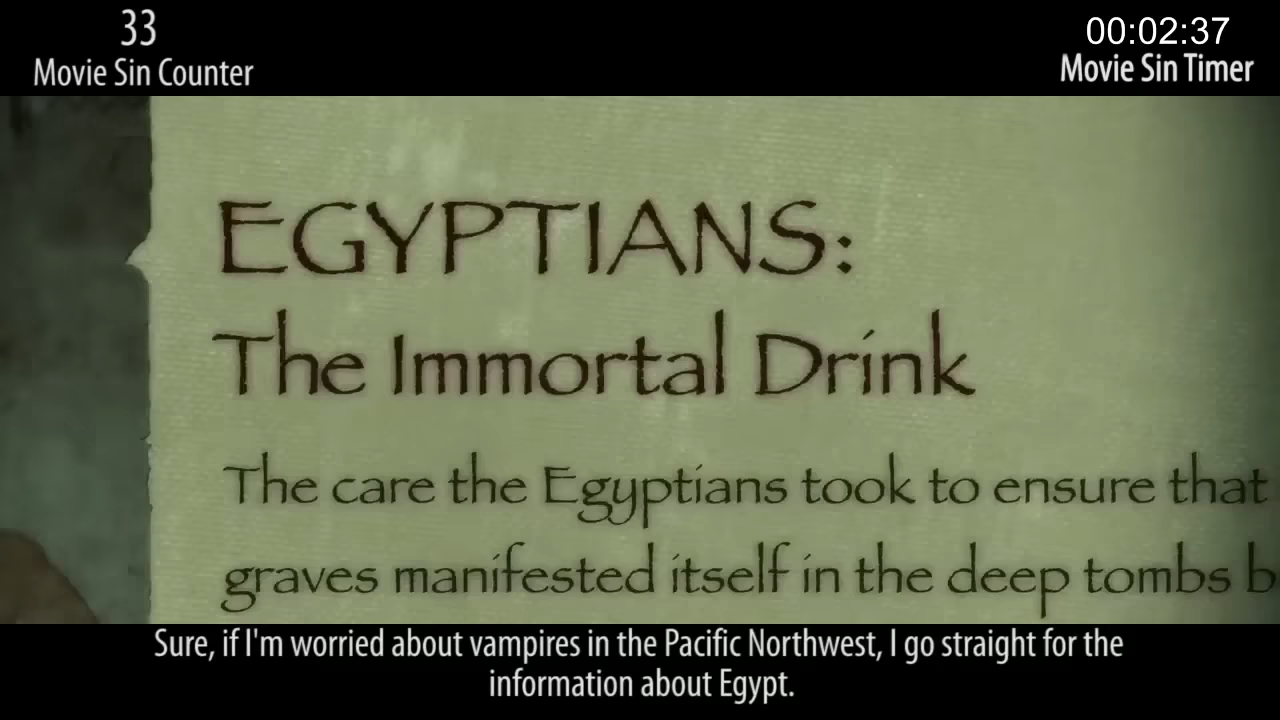 33
Movie Sin Counter
00:02:37
Movie Sin Timer
EGYPTIANS:
The Immortal Drink
The care the Egyptians took to ensure that
graves manifested itself in the deep tombs b
Sure, if I'm worried about vampires in the Pacific Northwest, I go straight for the
information about Egypt.